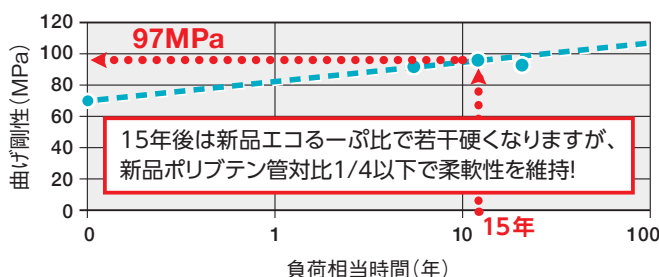 120
97MPa
100
80
60
40
20
0
曲げ剛性(MPa)
15年後は新品エコるーぷ比で若干硬くなりますが、
新品ポリブテン管対比1/4以下で柔軟性を維持!
15年
0
1
10
100
負荷相当時間(年)